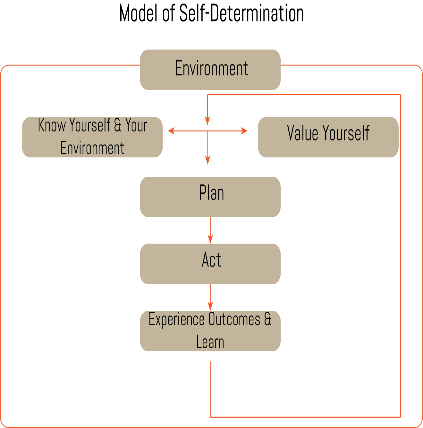 Model of Self-Determination
Environment
Know Yourself & Your
Environment
Value Yourself
Plan
Act
Experience Outcomes &
Learn